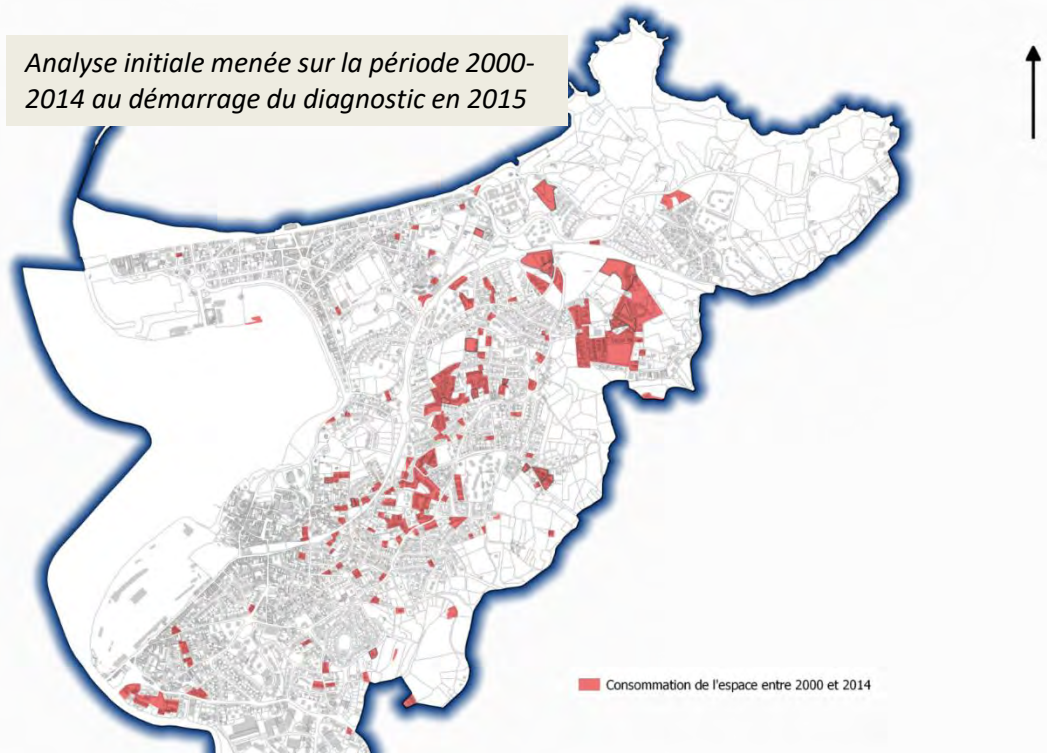 Analyse initiale menée sur la période 2000-
2014 au démarrage du diagnostic en 2015
Consommation de l'espace entre 2000 et 2014